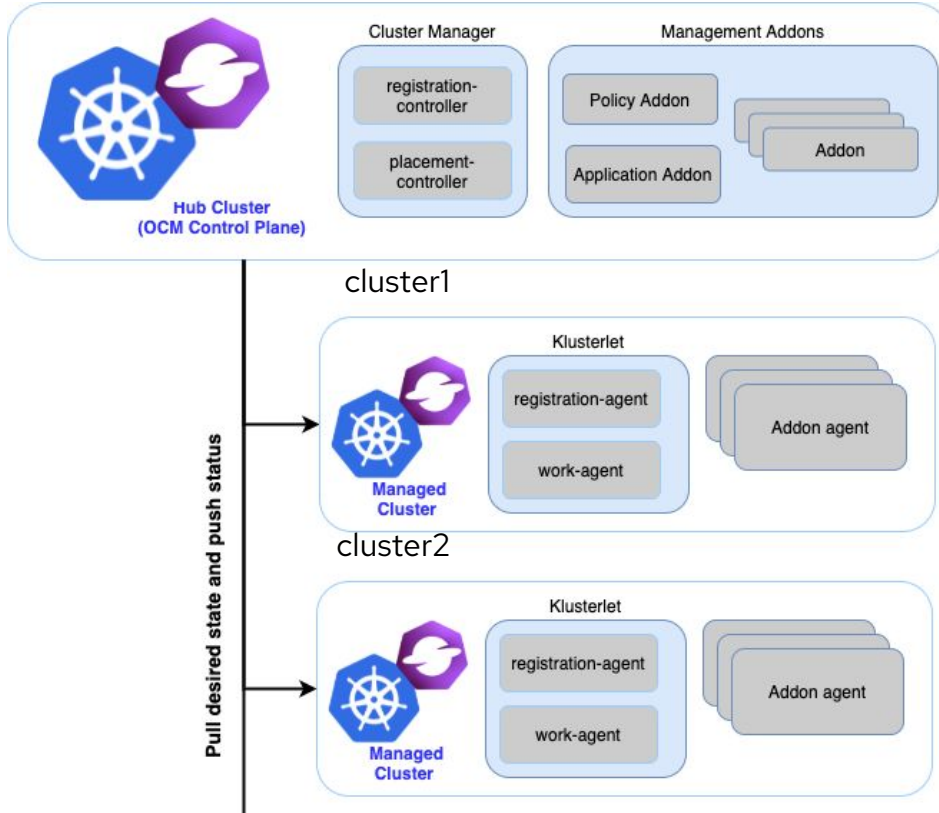 Cluster Manager
Management Addons
registration-
controller
placement-
controller
Policy Addon
Application Addon
Addon
Hub Cluster
(OCM Control Plane)
cluster1
Klusterlet
registration-agent
work-agent
Addon agent
Managed
Cluster
cluster2
Klusterlet
registration-agent
work-agent
Addon agent
Managed
Cluster
Pull desired state and push status